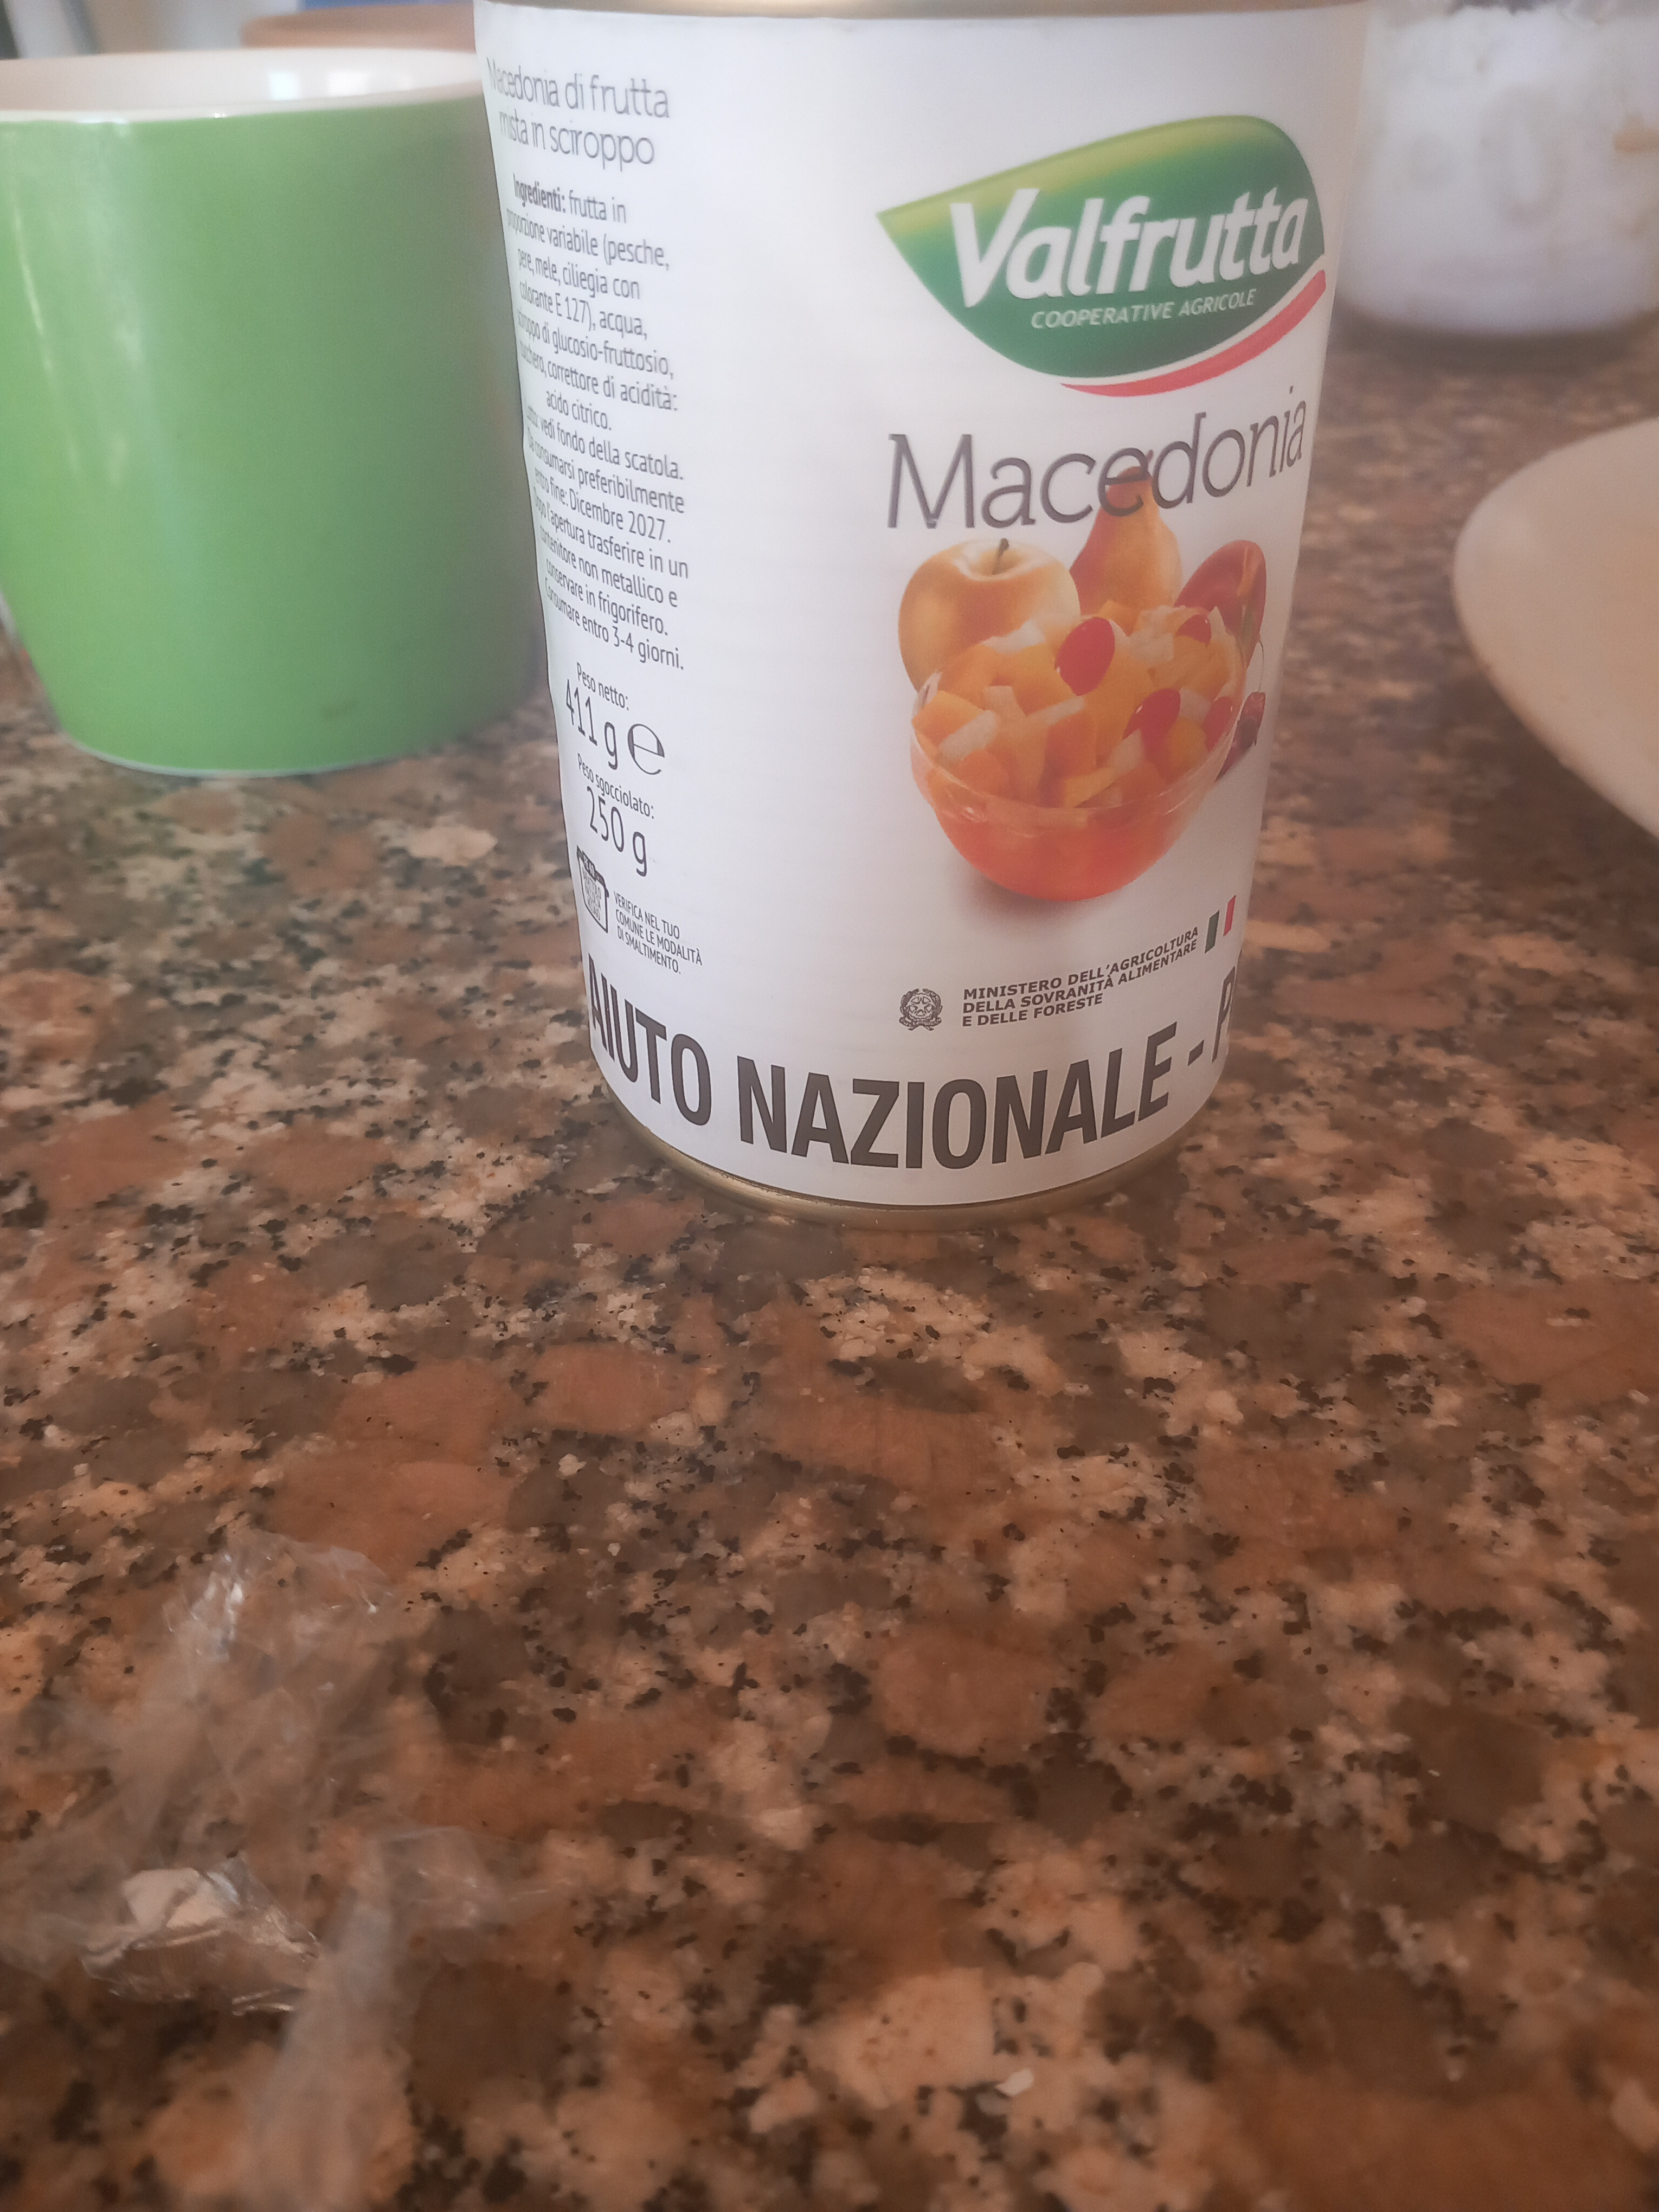 Macedonia di frutta
mista in sciroppo
Ingredienti: frutta in
proporzione variabile (pesche,
pere, mele, ciliegia con
colorante E 127), acqua,
sciroppo di glucosio-fruttosio,
zucchero, correttore di acidità:
acido citrico.
vedi fondo della scatola.
Da consumarsi preferibilmente
entro fine: Dicembre 2027.
Dopo l'apertura trasferire in un
contenitore non metallico e
conservare in frigorifero.
Consumare entro 3-4 giorni.
Peso netto:
411 g e
Peso sgocciolato:
250 g
VERIFICA NEL TUO
COMUNE LE MODALITÀ
DI SMALTIMENTO.
Valfrutta
COOPERATIVE AGRICOLE
Macedonia
MINISTERO DELL'AGRICOLTURA
DELLA SOVRANITÀ ALIMENTARE
E DELLE FORESTE
AIUTO NAZIONALE - P